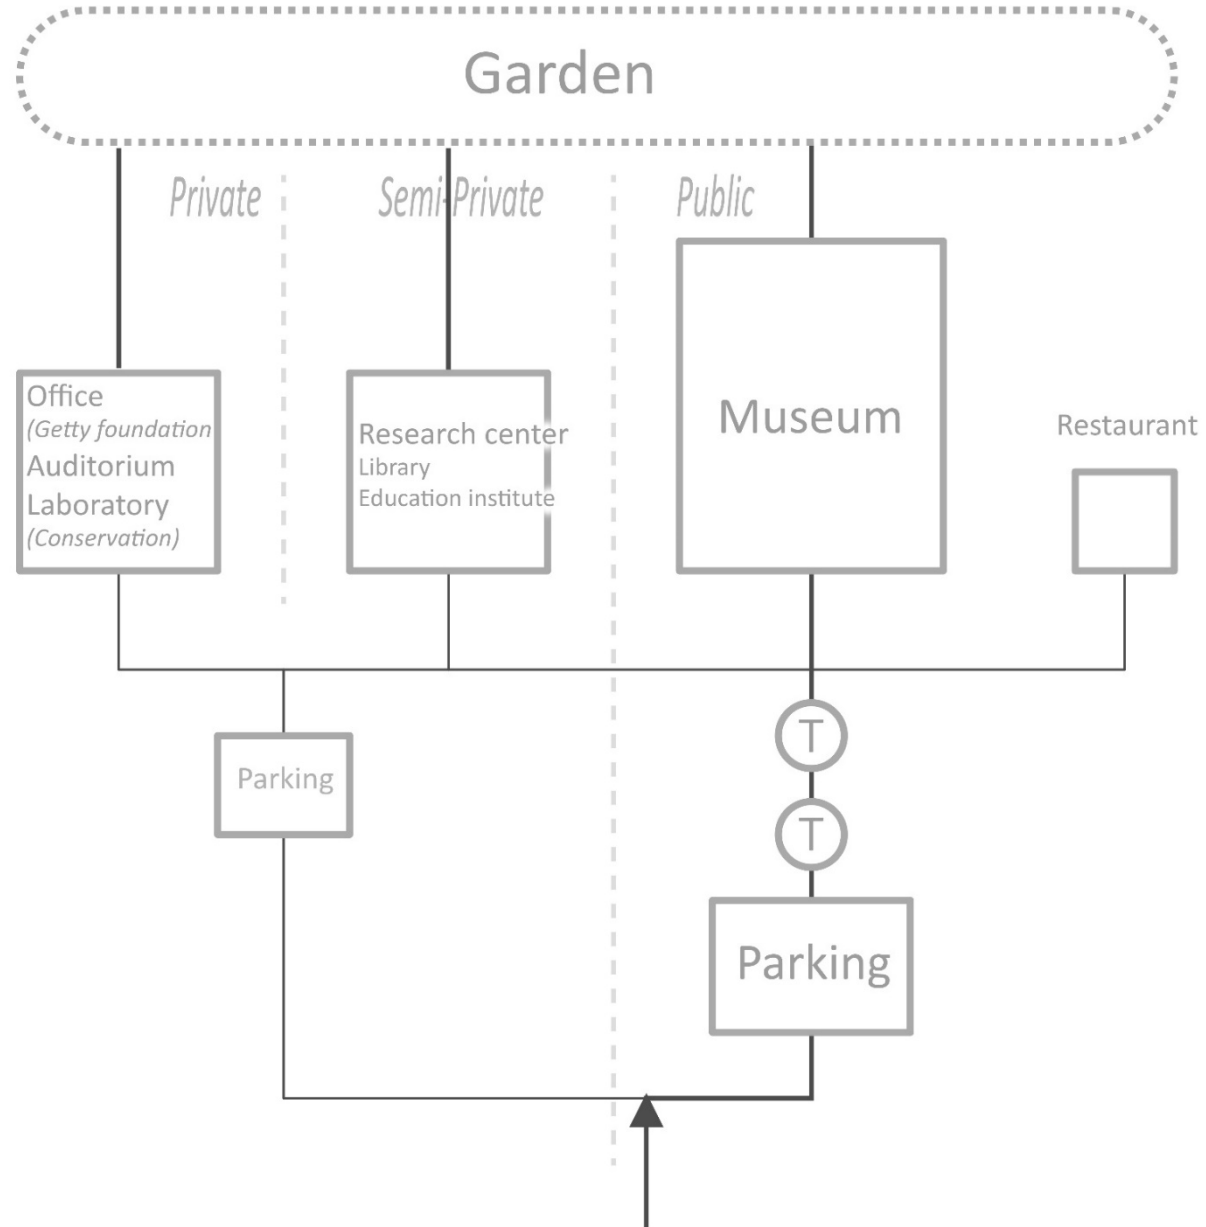 Garden
Private
Semi-Private
Public
Office
(Getty foundation
Auditorium
Laboratory
(Conservation)
Research center
Library
Education institute
Museum
Restaurant
T
Parking
T
Parking